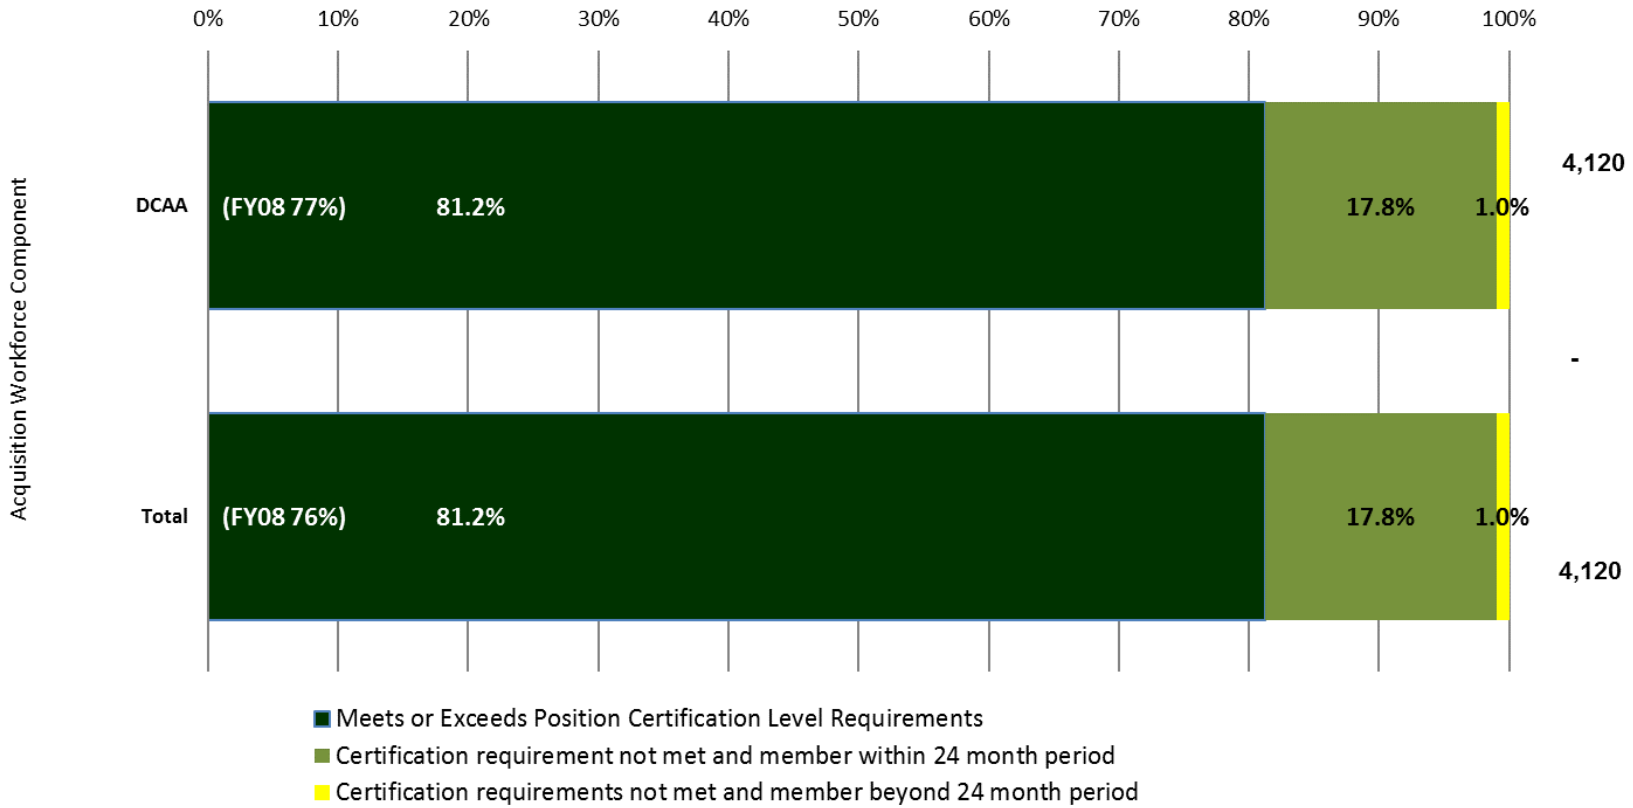 0% 10% 20% 30% 40% 50% 60% 70% 80% 90% 100%
Acquisition Workforce Component
4,120
DCAA (FY08 77%) 81.2% 17.8% 1.0%
-
Total (FY08 76%) 81.2% 17.8% 1.0%
4,120
Meets or Exceeds Position Certification Level Requirements
Certification requirement not met and member within 24 month period
Certification requirements not met and member beyond 24 month period